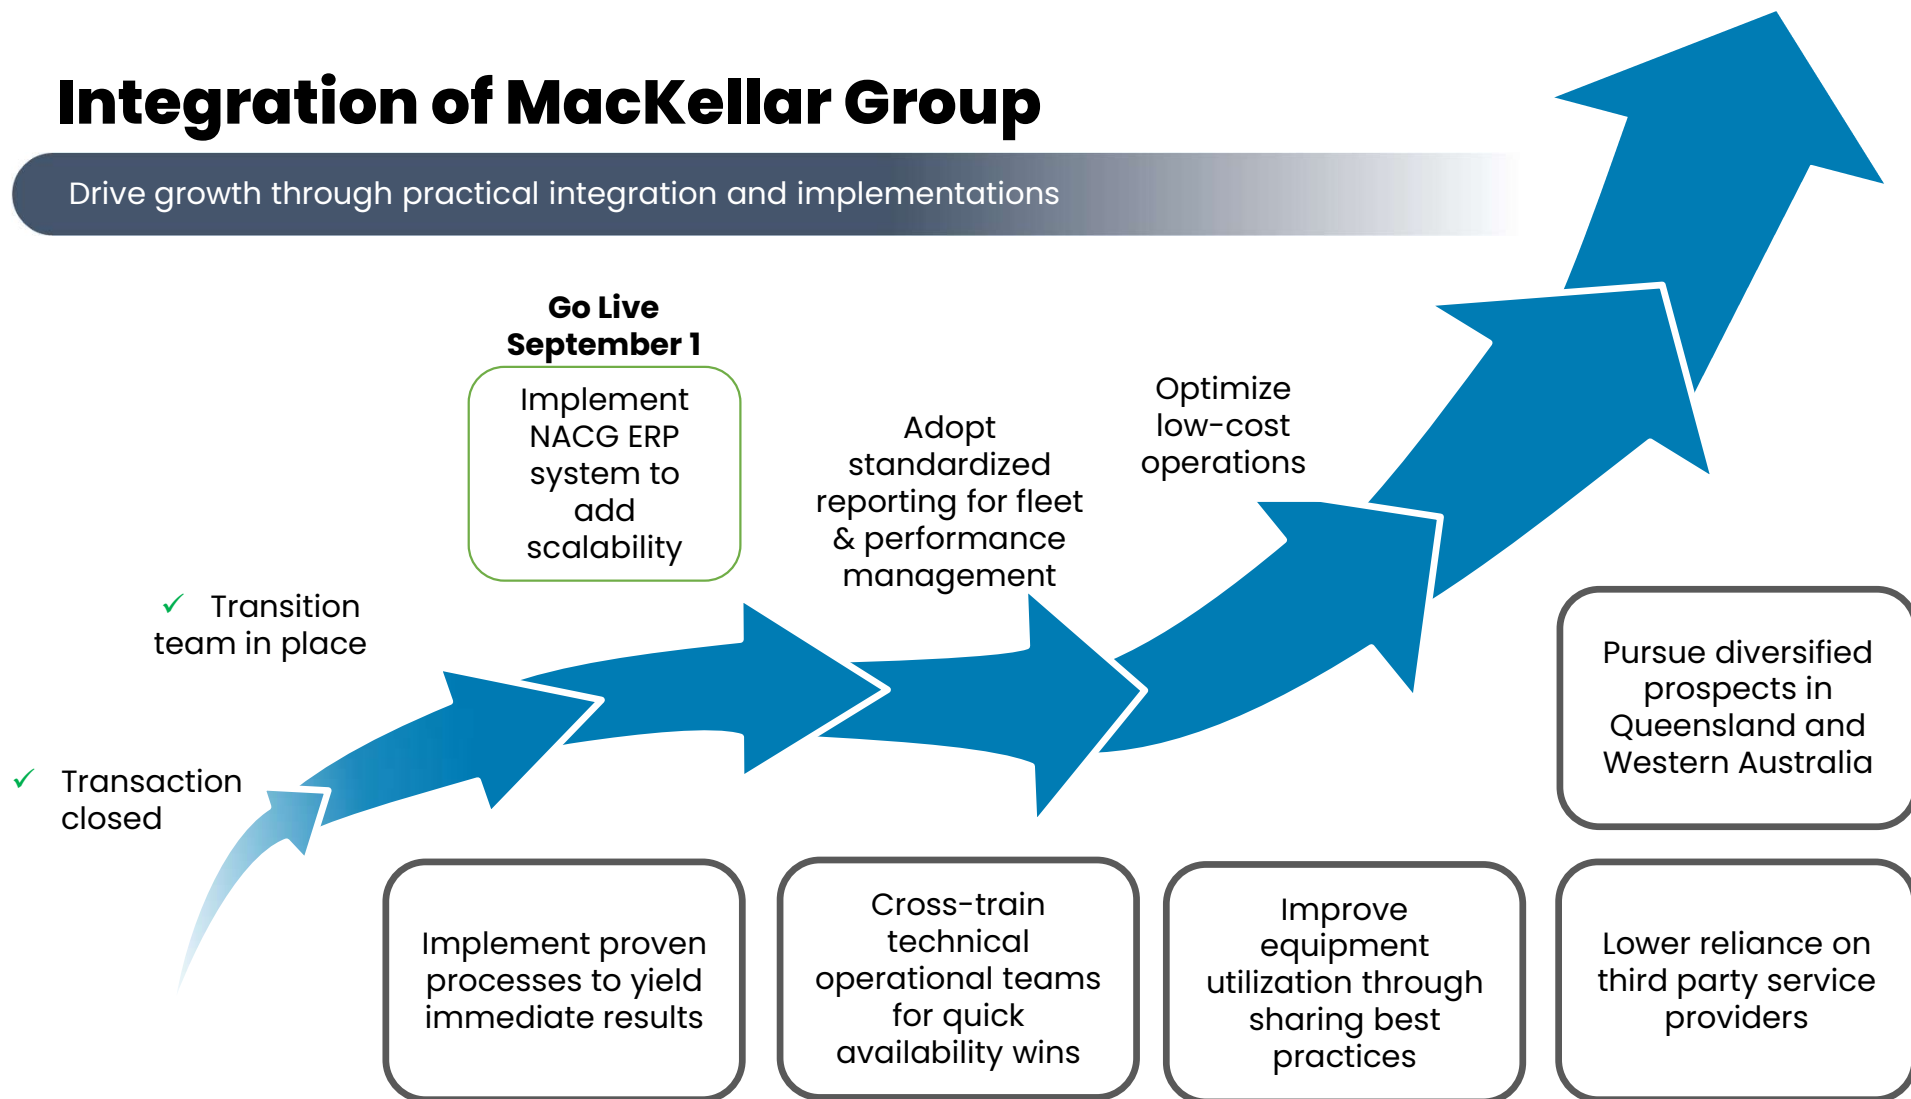 Integration of MacKellar Group
Drive growth through practical integration and implementations
✓ Transaction
closed
✓ Transition
team in place
Go Live
September 1
Implement
NACG ERP
system to
add
scalability
Adopt
standardized
reporting for fleet
& performance
management
Optimize
low-cost
operations
Pursue diversified
prospects in
Queensland and
Western Australia
Implement proven
processes to yield
immediate results
Cross-train
technical
operational teams
for quick
availability wins
Improve
equipment
utilization through
sharing best
practices
Lower reliance on
third party service
providers